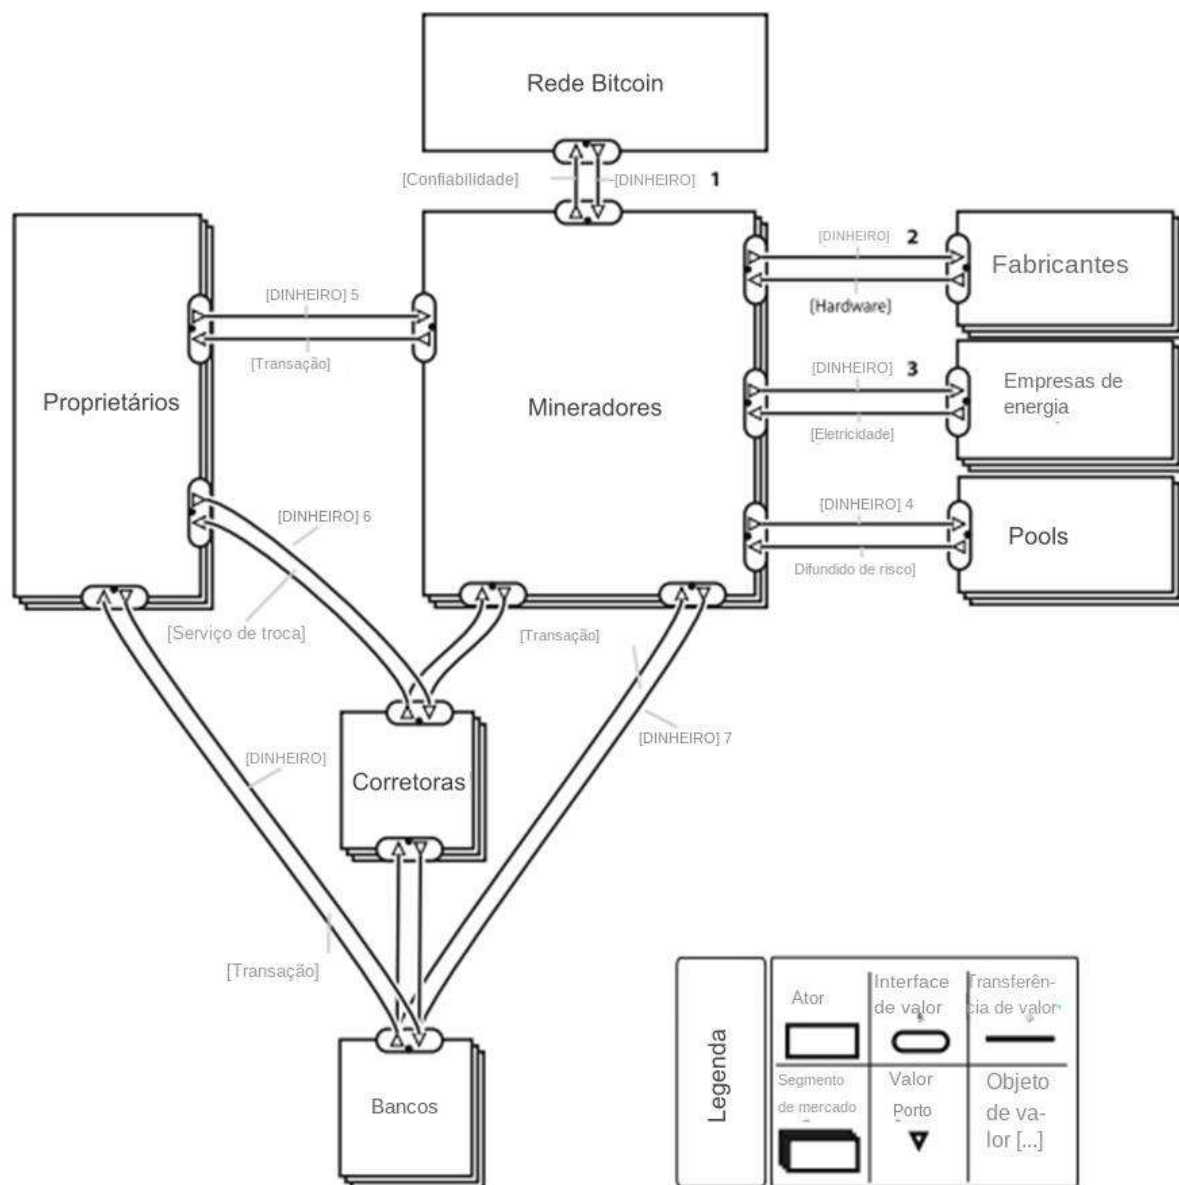 Rede Bitcoin
[Confiabilidade]
-[DINHEIRO] 1
[DINHEIRO] 2
Fabricantes
[Hardware]
[DINHEIRO] 5
[Transação]
Proprietários
Mineradores
[DINHEIRO] 3
Empresas de
energia
[Eletricidade]
[DINHEIRO] 6
[DINHEIRO] 4
Pools
Difundido de risco]
[Serviço de troca]
[Transação]
[DINHEIRO]
[DINHEIRO] 7
Corretoras
[Transação]
Bancos
Legenda
Ator
Interface
de valor
Transferên-
cia de valor
Segmento
de mercado
Valor
Porto
Objeto
de va-
lor [...]